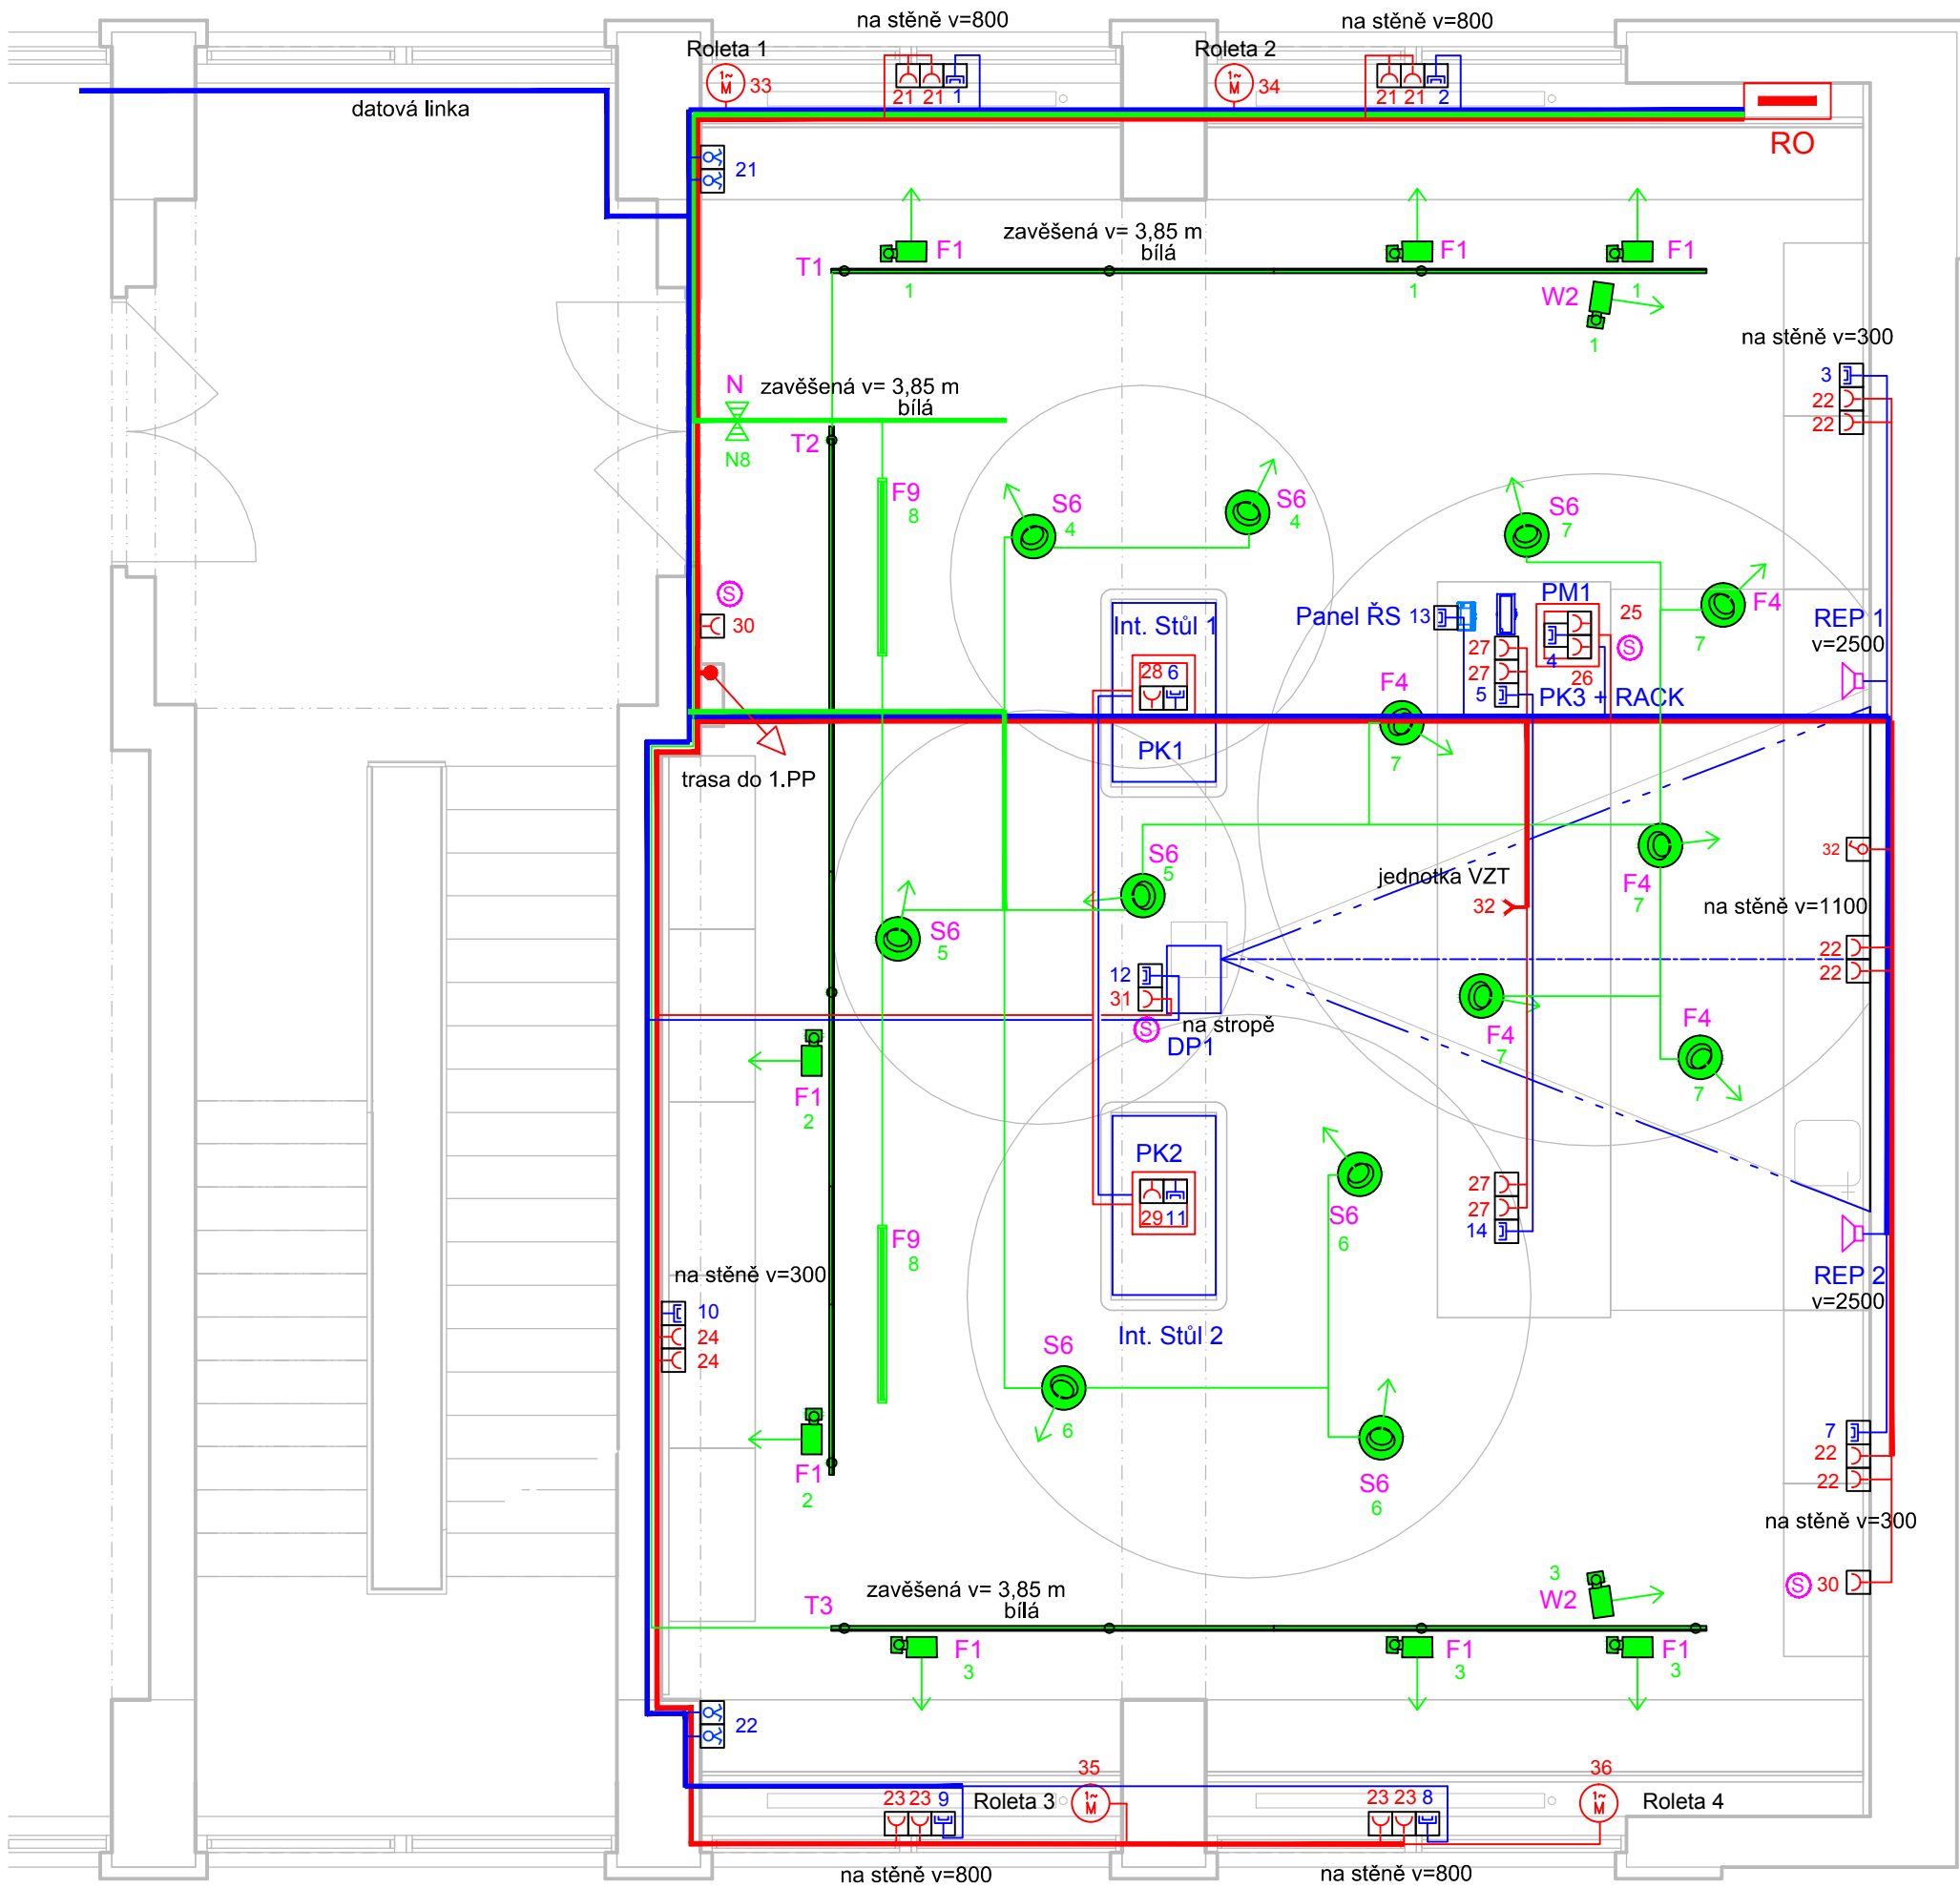 na stěně v=800
na stěně v=800
Roleta 1
Roleta 2
1~
M
33
1~
M
34
21 21 1
21 21 2
datová linka
RO
21
zavěšená v= 3,85 m
bílá
F1
F1
F1
T1
1
1
1
W2
1
na stěně v=300
3
22
22
N
zavěšená v= 3,85 m
bílá
T2
N8
F9
8
S6
4
S6
4
S6
7
F4
7
S
30
Int. Stůl 1
Panel ŘS 13
PM1
25
S
4
26
REP 1
v=2500
27
27
5
28 6
PK3 + RACK
F4
7
PK1
trasa do 1.PP
32
S6
5
jednotka VZT
32
F4
7
na stěně v=1100
S6
5
22
22
12
31
S
na stropě
DP1
F4
7
F4
7
F1
2
PK2
29 11
S6
6
27
27
14
F9
8
na stěně v=300
REP 2
v=2500
10
24
24
Int. Stůl 2
S6
6
7
22
22
F1
2
S6
6
na stěně v=300
S 30
zavěšená v= 3,85 m
bílá
3
W2
T3
F1
3
F1
3
F1
3
22
35
36
23 23 9
Roleta 3
1~
M
23 23 8
1~
M
Roleta 4
na stěně v=800
na stěně v=800